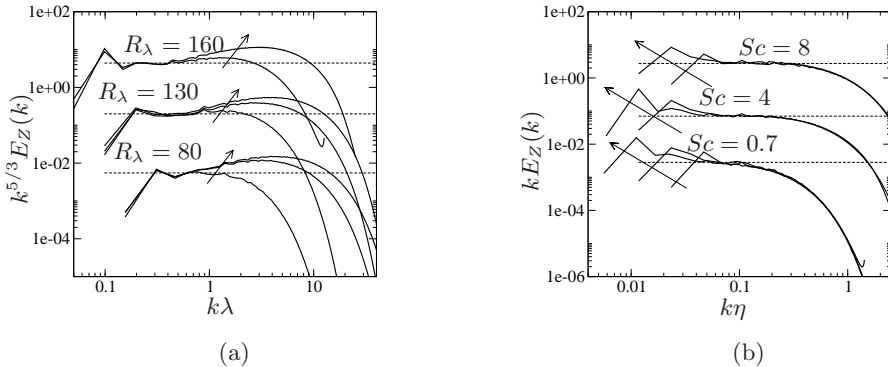 R_λ = 160
R_λ = 130
R_λ = 80
k^{5/3} E_Z(k)
1e+02
1e+00
1e-02
1e-04
0.1
1
10
kλ
(a)
Sc = 8
Sc = 4
Sc = 0.7
k E_Z(k)
1e+02
1e+00
1e-02
1e-04
1e-06
0.01
0.1
1
kη
(b)